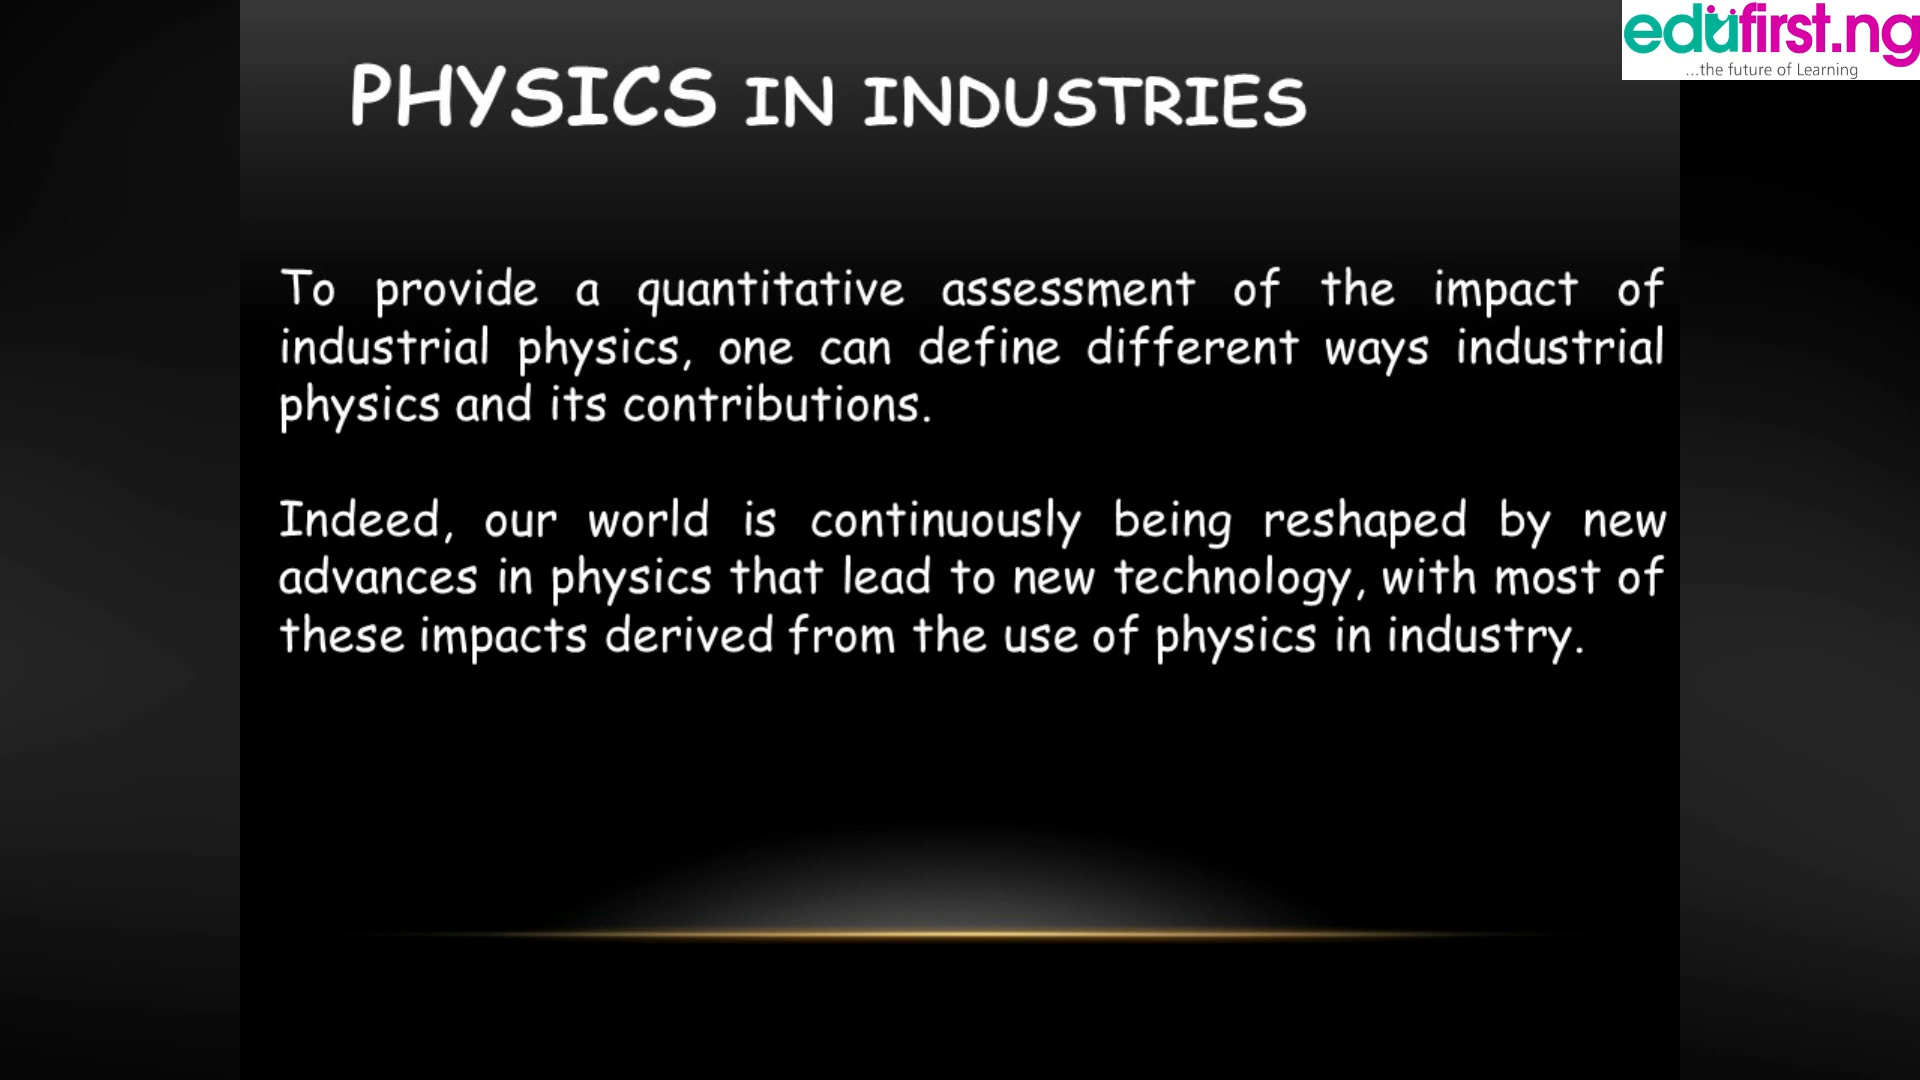 edufirst.ng
...the future of Learning
PHYSICS IN INDUSTRIES
To provide a quantitative assessment of the impact of
industrial physics, one can define different ways industrial
physics and its contributions.
Indeed, our world is continuously being reshaped by new
advances in physics that lead to new technology, with most of
these impacts derived from the use of physics in industry.